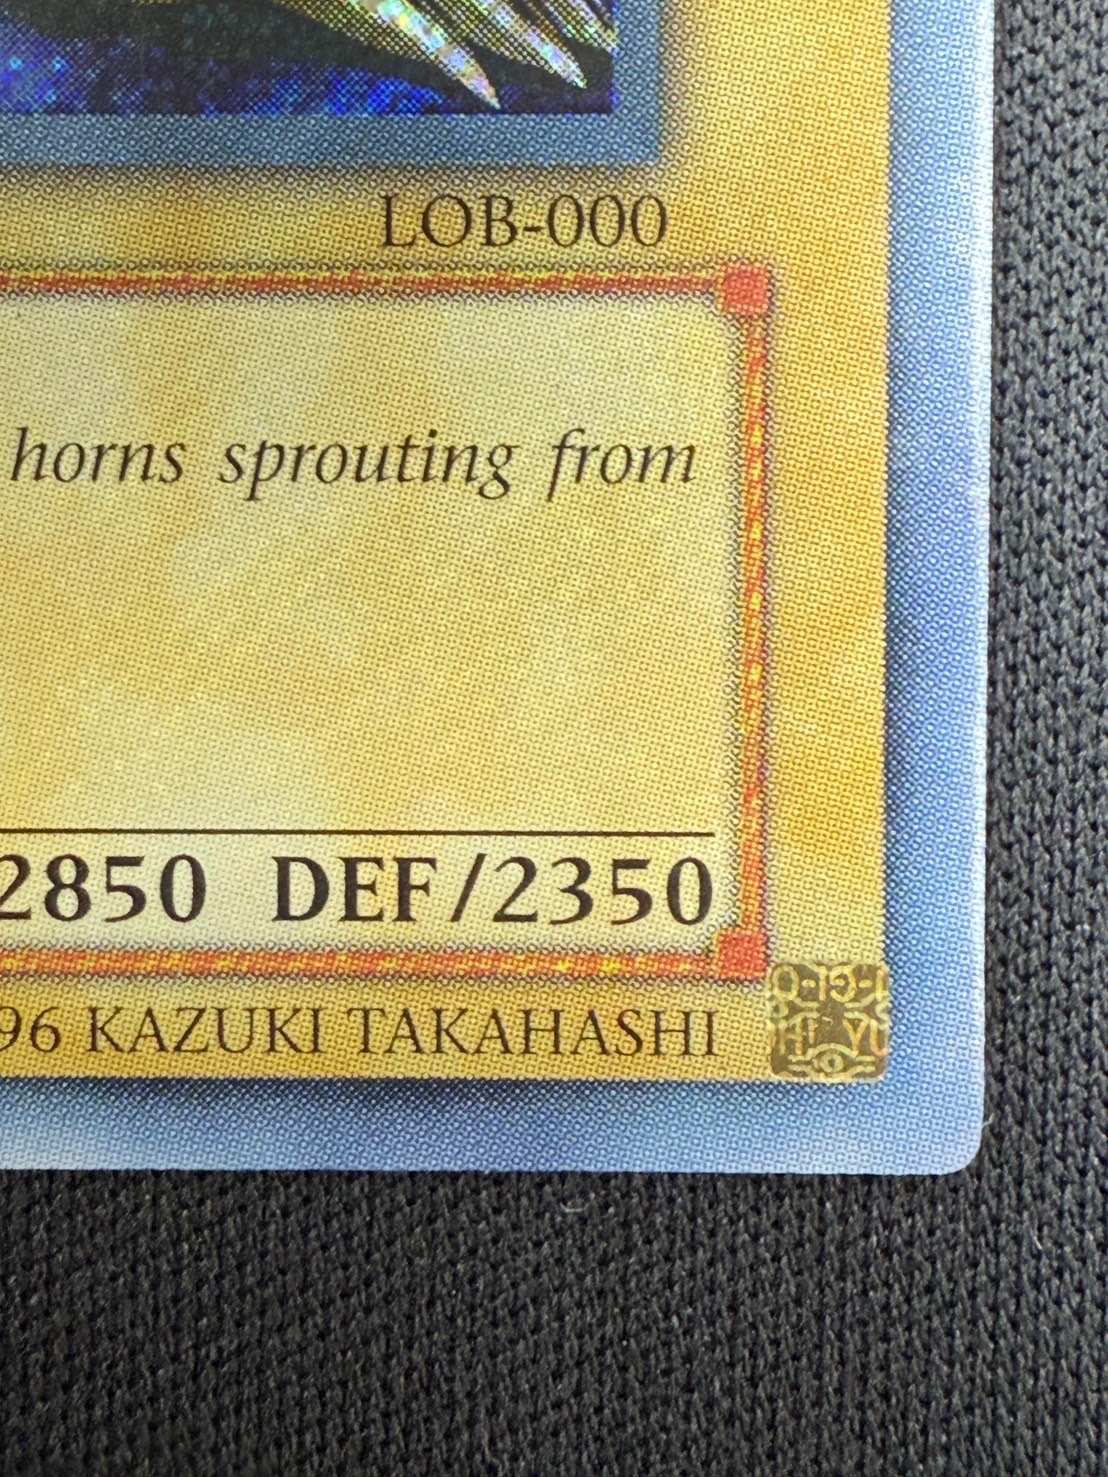 LOB-000
horns sprouting from
2850 DEF/2350
96 KAZUKI TAKAHASHI